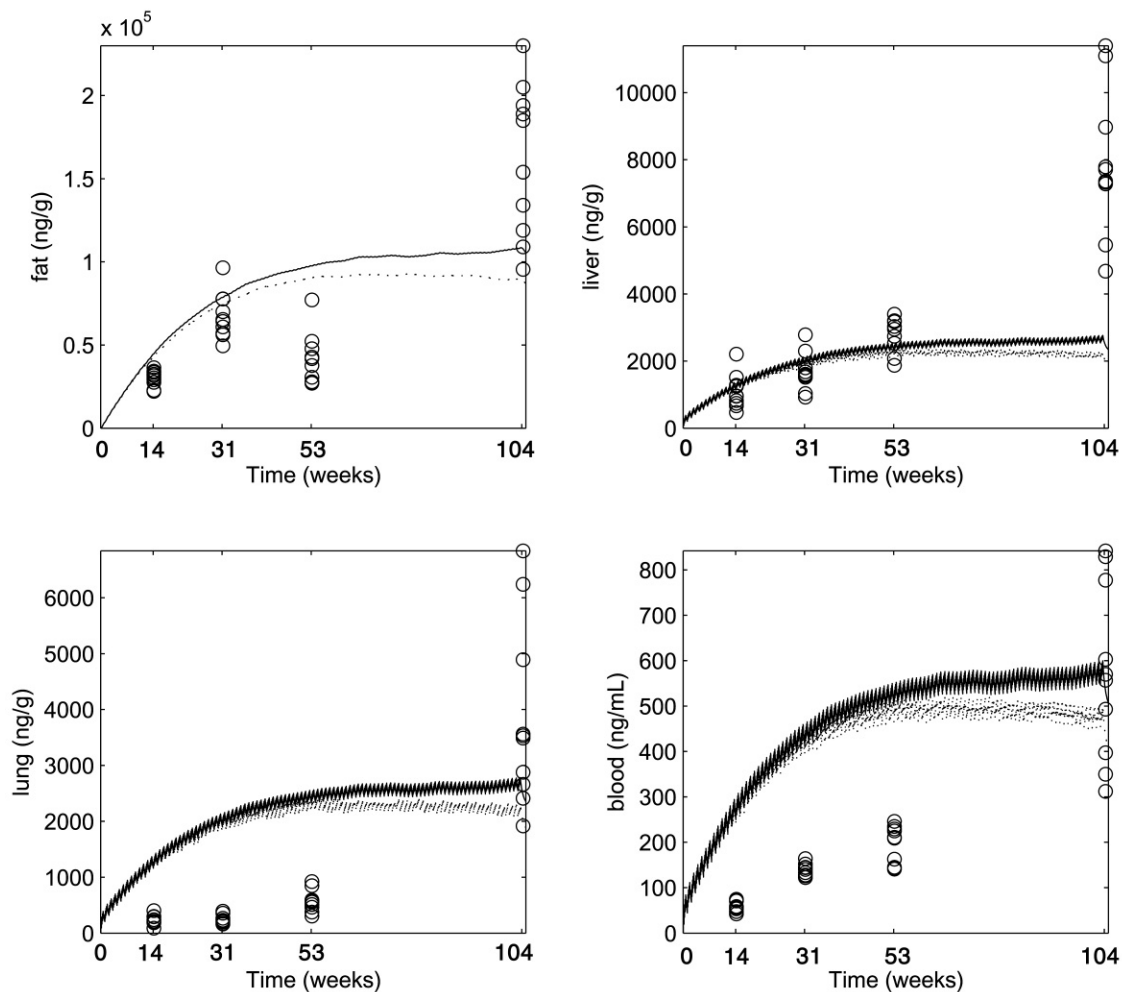 x 10^5
2
1.5
1
0.5
0
fat (ng/g)
0 14 31 53 104
Time (weeks)
10000
8000
6000
4000
2000
0
liver (ng/g)
0 14 31 53 104
Time (weeks)
6000
5000
4000
3000
2000
1000
0
lung (ng/g)
0 14 31 53 104
Time (weeks)
800
700
600
500
400
300
200
100
0
blood (ng/mL)
0 14 31 53 104
Time (weeks)